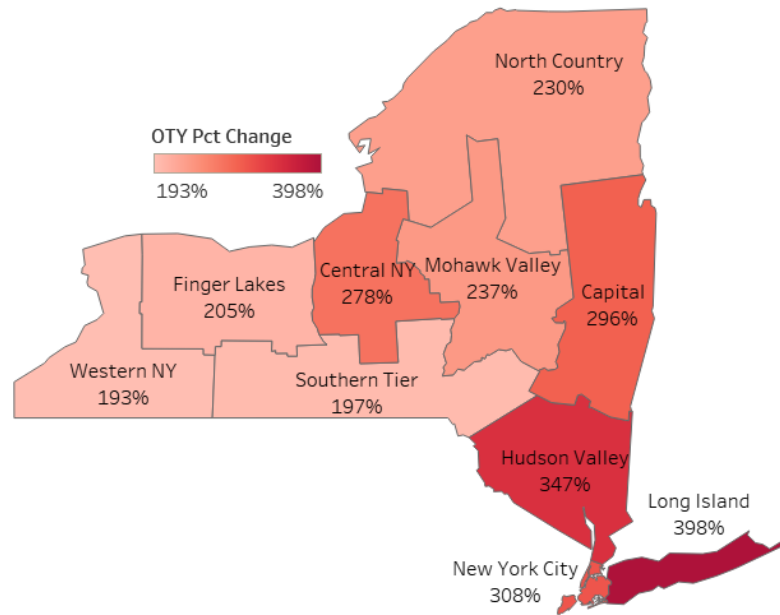 North Country
230%
OTY Pct Change
193% 398%
Central NY
278%
Mohawk Valley
237%
Finger Lakes
205%
Capital
296%
Western NY
193%
Southern Tier
197%
Hudson Valley
347%
Long Island
398%
New York City
308%